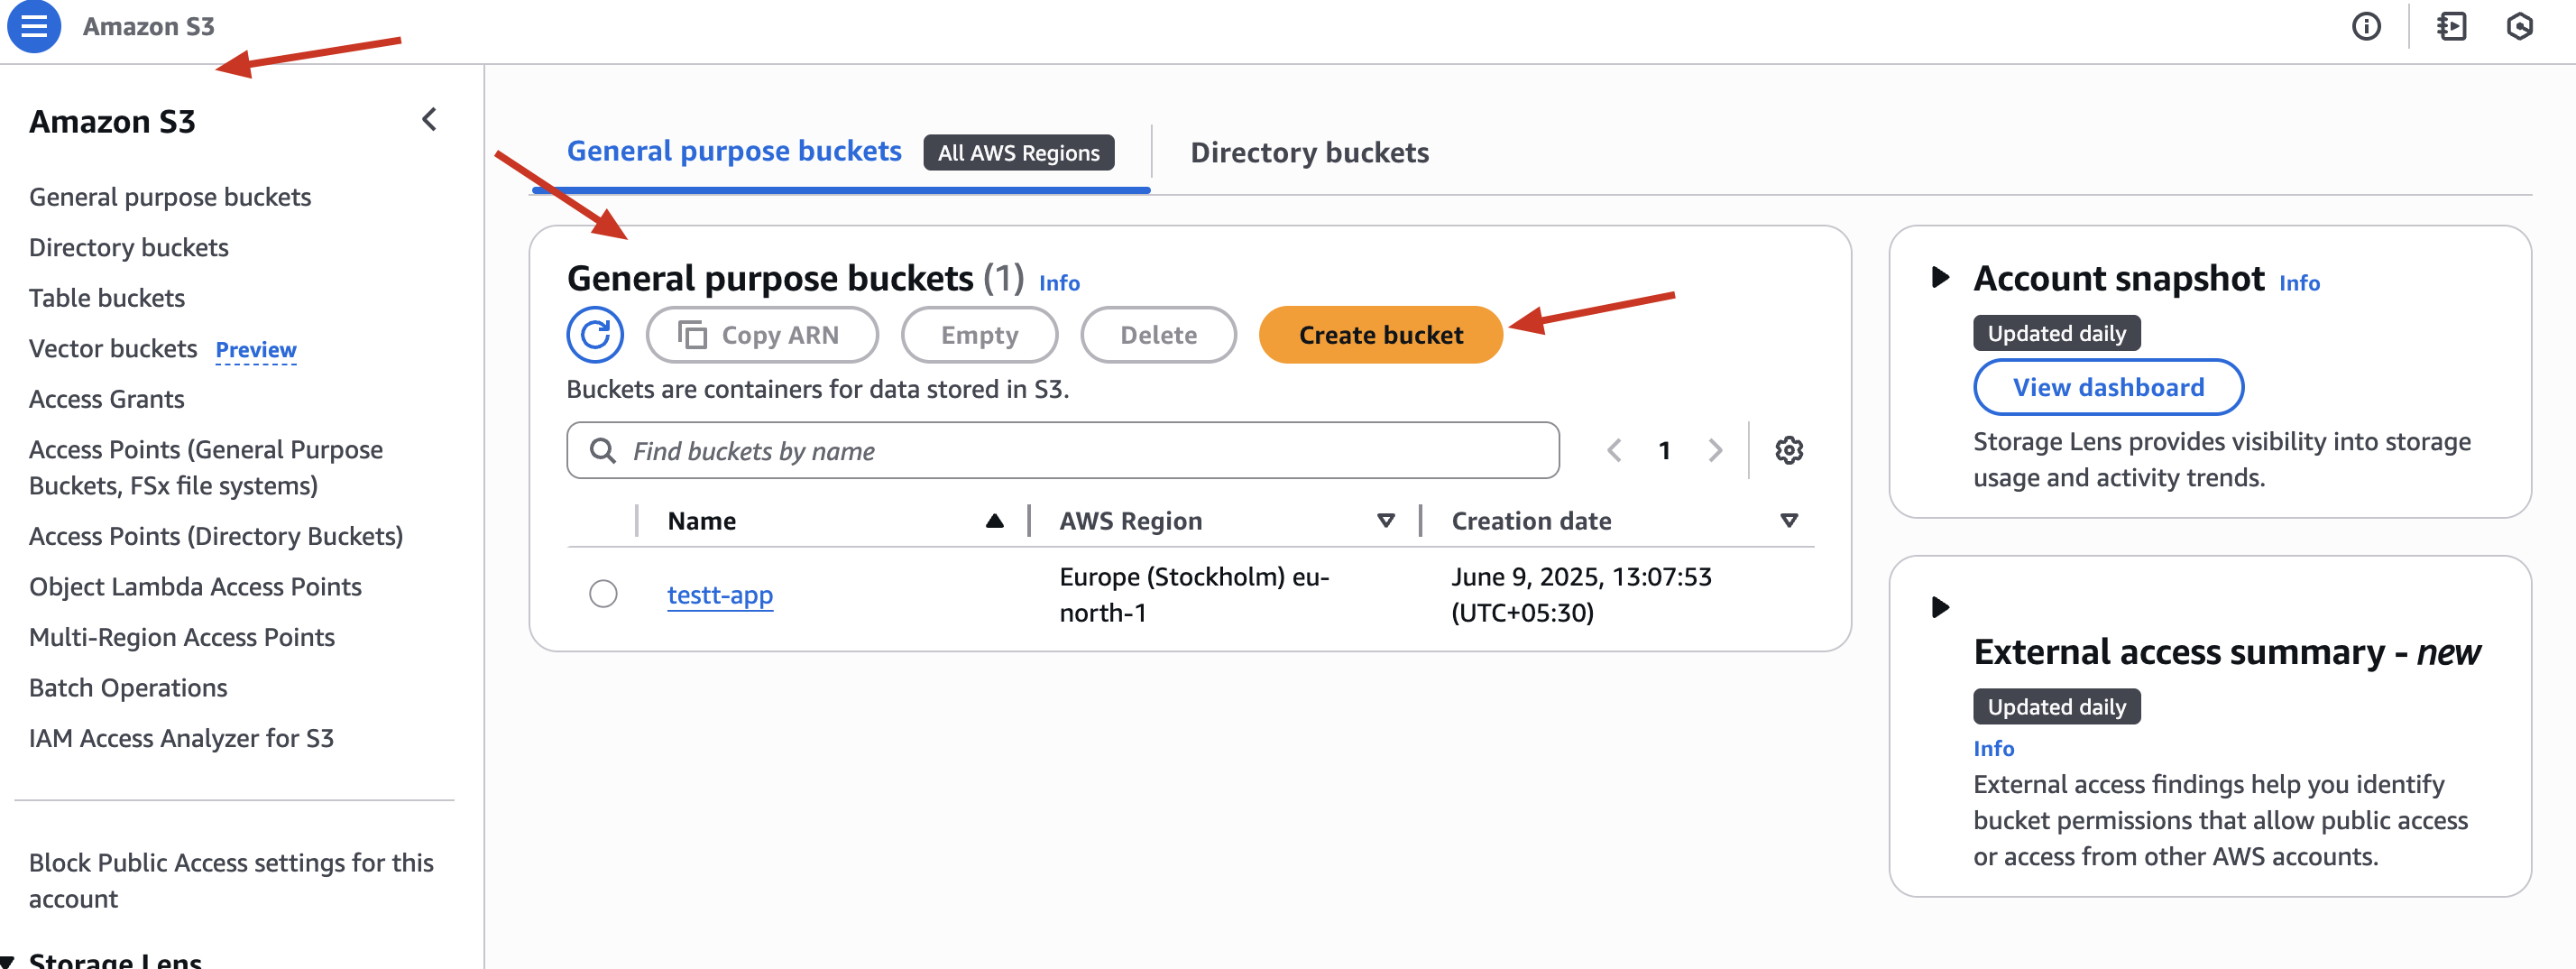 Amazon S3
Amazon S3
General purpose buckets
Directory buckets
Table buckets
Vector buckets Preview
Access Grants
Access Points (General Purpose
Buckets, FSx file systems)
Access Points (Directory Buckets)
Object Lambda Access Points
Multi-Region Access Points
Batch Operations
IAM Access Analyzer for S3
Block Public Access settings for this
account
Storage Lens
General purpose buckets All AWS Regions Directory buckets
General purpose buckets (1) Info
Copy ARN Empty Delete Create bucket
Buckets are containers for data stored in S3.
Find buckets by name 1
Name AWS Region Creation date
testt-app Europe (Stockholm) eu- June 9, 2025, 13:07:53
north-1 (UTC+05:30)
Account snapshot Info
Updated daily
View dashboard
Storage Lens provides visibility into storage
usage and activity trends.
External access summary - new
Updated daily
Info
External access findings help you identify
bucket permissions that allow public access
or access from other AWS accounts.